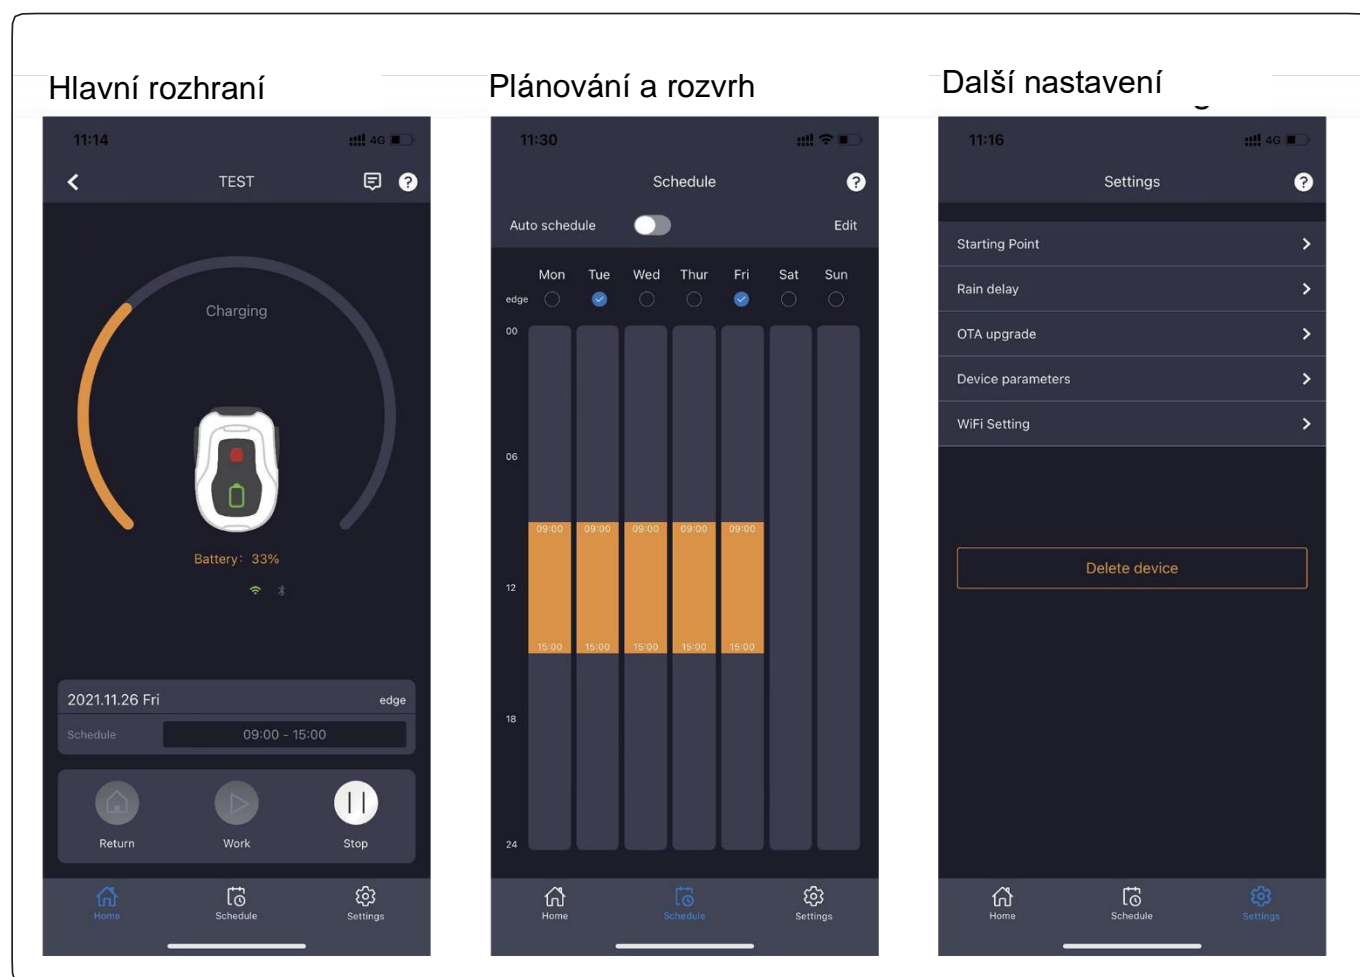 Hlavní rozhraní
Plánování a rozvrh
Další nastavení
11:14
4G
TEST
Charging
Battery: 33%
2021.11.26 Fri
edge
Schedule
09:00 - 15:00
Return
Work
Stop
Home
Schedule
Settings
11:30
Schedule
Auto schedule
Edit
Mon Tue Wed Thur Fri Sat Sun
edge
00
06
09:00 09:00 09:00 09:00 09:00
12
15:00 15:00 15:00 15:00 15:00
18
24
Home
Schedule
Settings
11:16
4G
Settings
Starting Point
Rain delay
OTA upgrade
Device parameters
WiFi Setting
Delete device
Home
Schedule
Settings